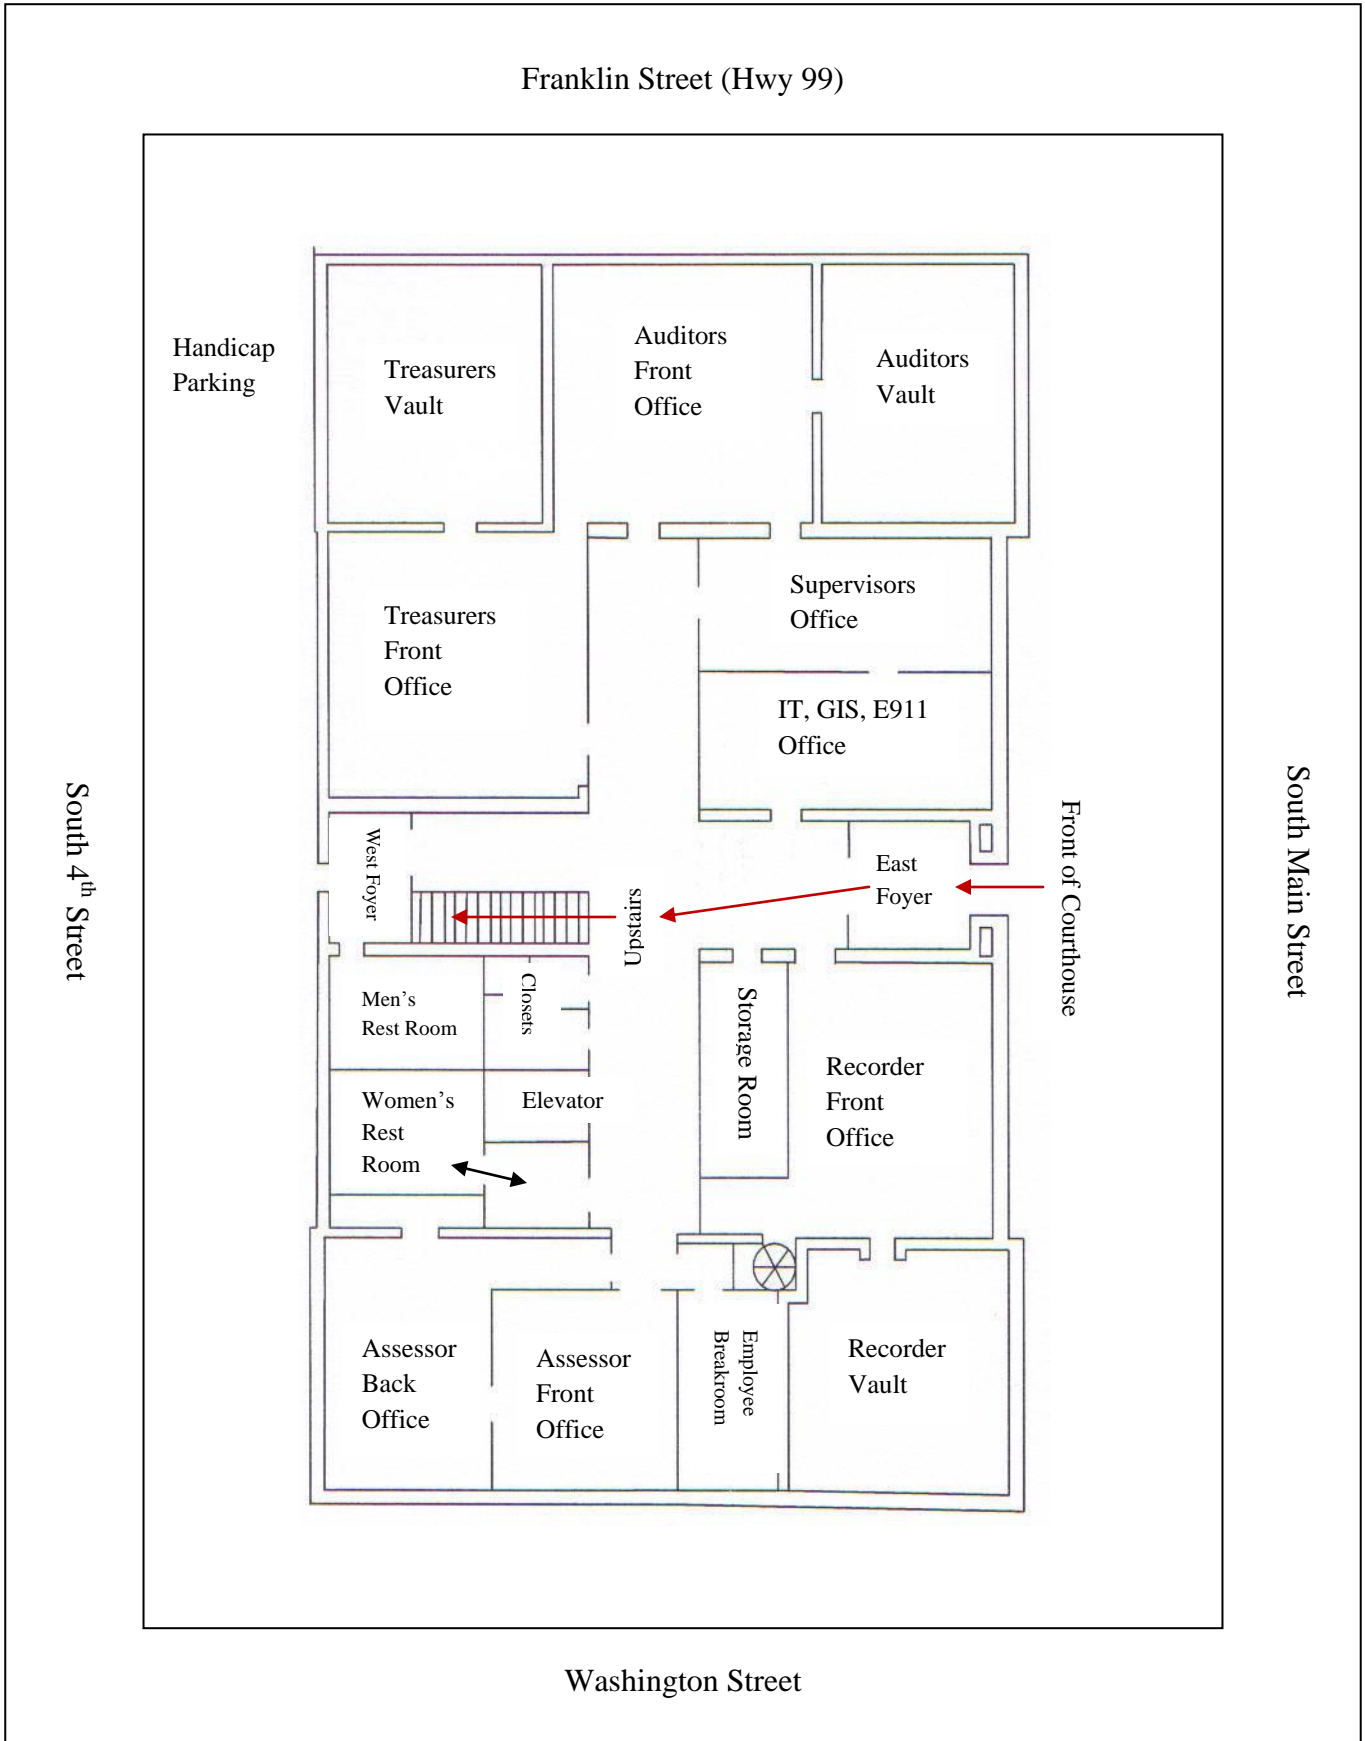 Franklin Street (Hwy 99)
Handicap
Parking
Treasurers
Vault
Auditors
Front
Office
Auditors
Vault
Treasurers
Front
Office
Supervisors
Office
IT, GIS, E911
Office
South 4th Street
West Foyer
Upstairs
East
Foyer
Front of Courthouse
South Main Street
Men’s
Rest Room
Closets
Storage Room
Women’s
Rest
Room
Elevator
Recorder
Front
Office
Assessor
Back
Office
Assessor
Front
Office
Employee
Breakroom
Recorder
Vault
Washington Street